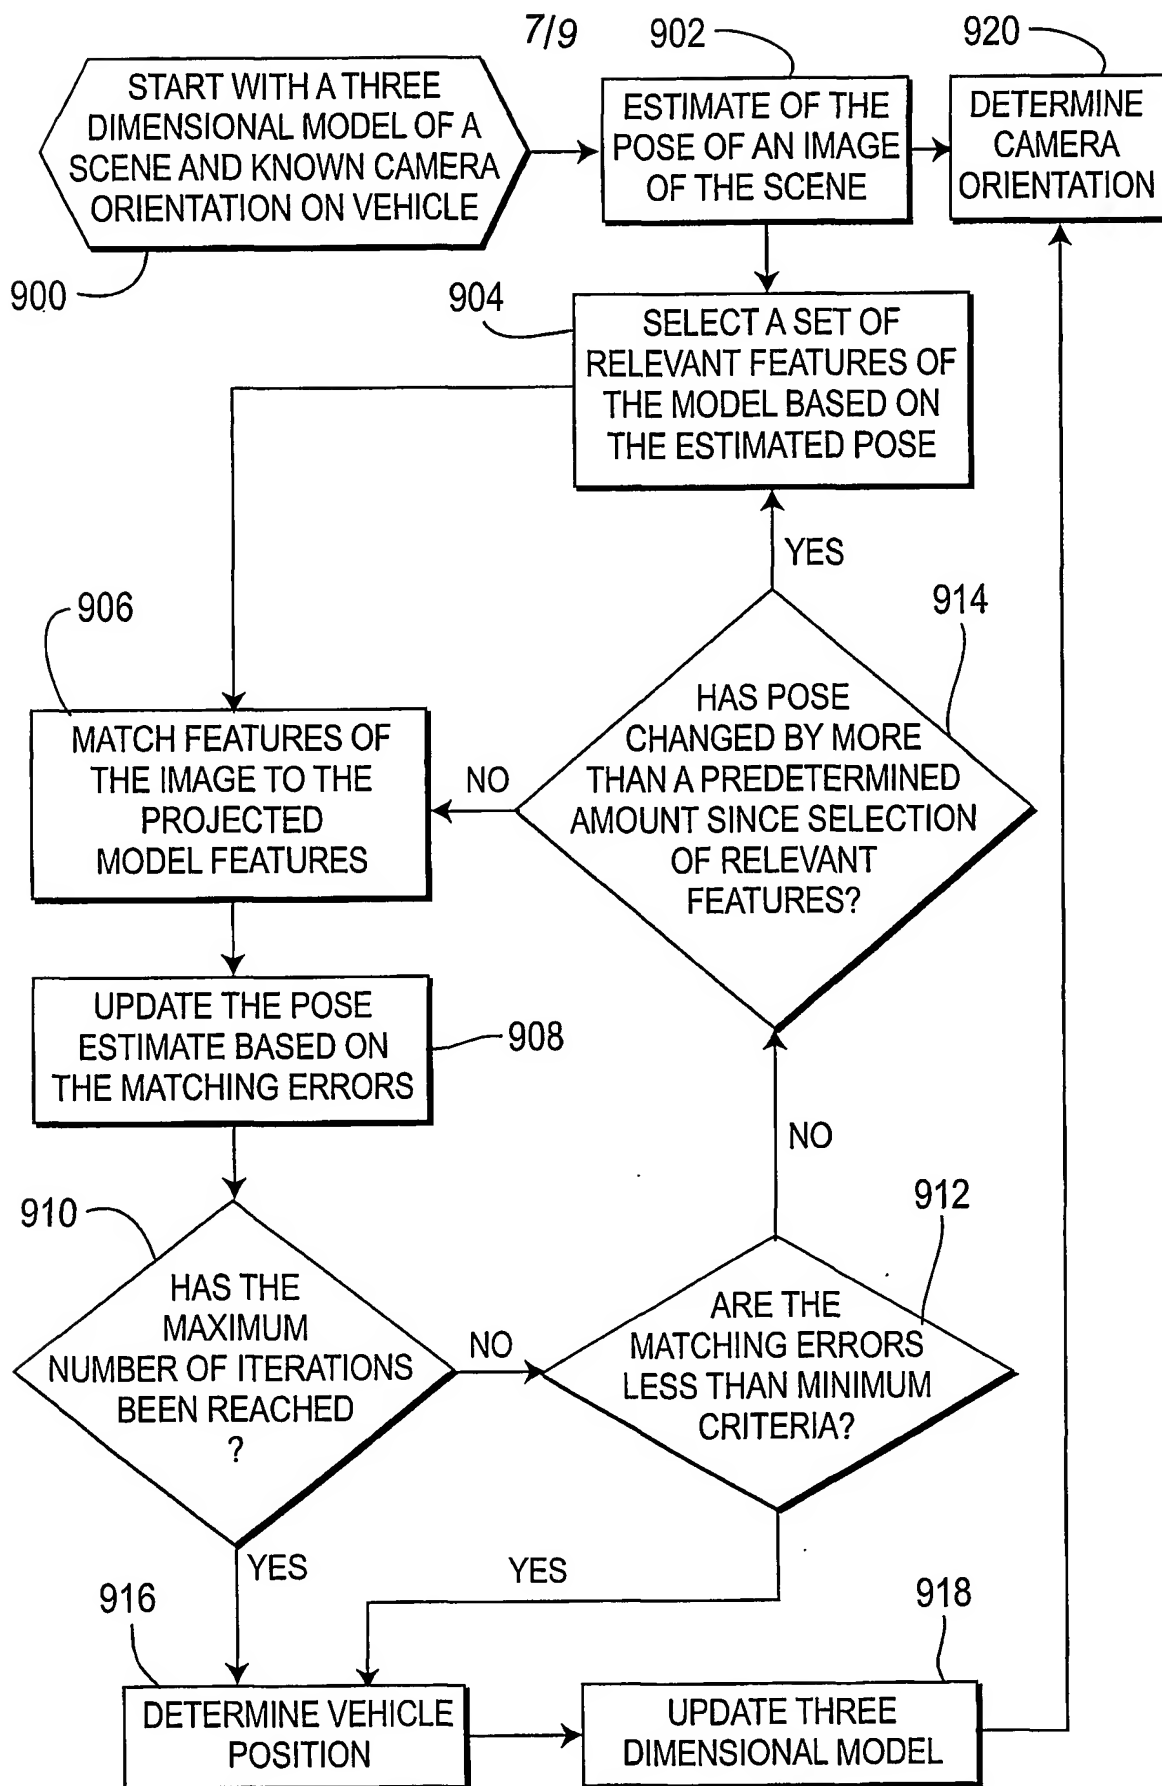 7/9
902
920
START WITH A THREE
DIMENSIONAL MODEL OF A
SCENE AND KNOWN CAMERA
ORIENTATION ON VEHICLE
ESTIMATE OF THE
POSE OF AN IMAGE
OF THE SCENE
DETERMINE
CAMERA
ORIENTATION
900
904
SELECT A SET OF
RELEVANT FEATURES OF
THE MODEL BASED ON
THE ESTIMATED POSE
YES
906
914
MATCH FEATURES OF
THE IMAGE TO THE
PROJECTED
MODEL FEATURES
NO
HAS POSE
CHANGED BY MORE
THAN A PREDETERMINED
AMOUNT SINCE SELECTION
OF RELEVANT
FEATURES?
UPDATE THE POSE
ESTIMATE BASED ON
THE MATCHING ERRORS
908
NO
910
912
HAS THE
MAXIMUM
NUMBER OF ITERATIONS
BEEN REACHED
?
NO
ARE THE
MATCHING ERRORS
LESS THAN MINIMUM
CRITERIA?
YES
YES
916
918
DETERMINE VEHICLE
POSITION
UPDATE THREE
DIMENSIONAL MODEL